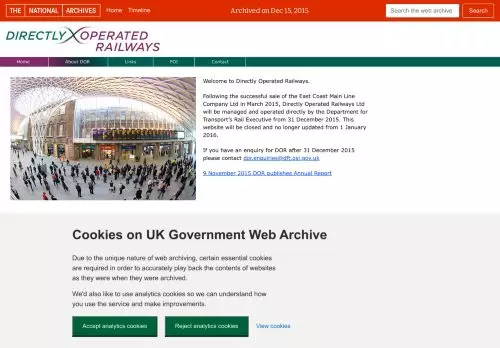 THE NATIONAL ARCHIVES Home Timeline Archived on Dec 15, 2015 Search the web archive
DIRECTLY OPERATED
RAILWAYS
Home About DOR Links FOI Contact
Welcome to Directly Operated Railways.
Following the successful sale of the East Coast Main Line
Company Ltd in March 2015, Directly Operated Railways Ltd
will be managed and operated directly by the Department for
Transport's Rail Executive from 31 December 2015. This
website will be closed and no longer updated from 1 January
2016.
If you have an enquiry for DOR after 31 December 2015
please contact dor.enquiries@dft.gsi.gov.uk
9 November 2015 DOR publishes Annual Report
Cookies on UK Government Web Archive
Due to the unique nature of web archiving, certain essential cookies
are required in order to accurately play back the contents of websites
as they were when they were archived.
We'd also like to use analytics cookies so we can understand how
you use the service and make improvements.
Accept analytics cookies Reject analytics cookies View cookies